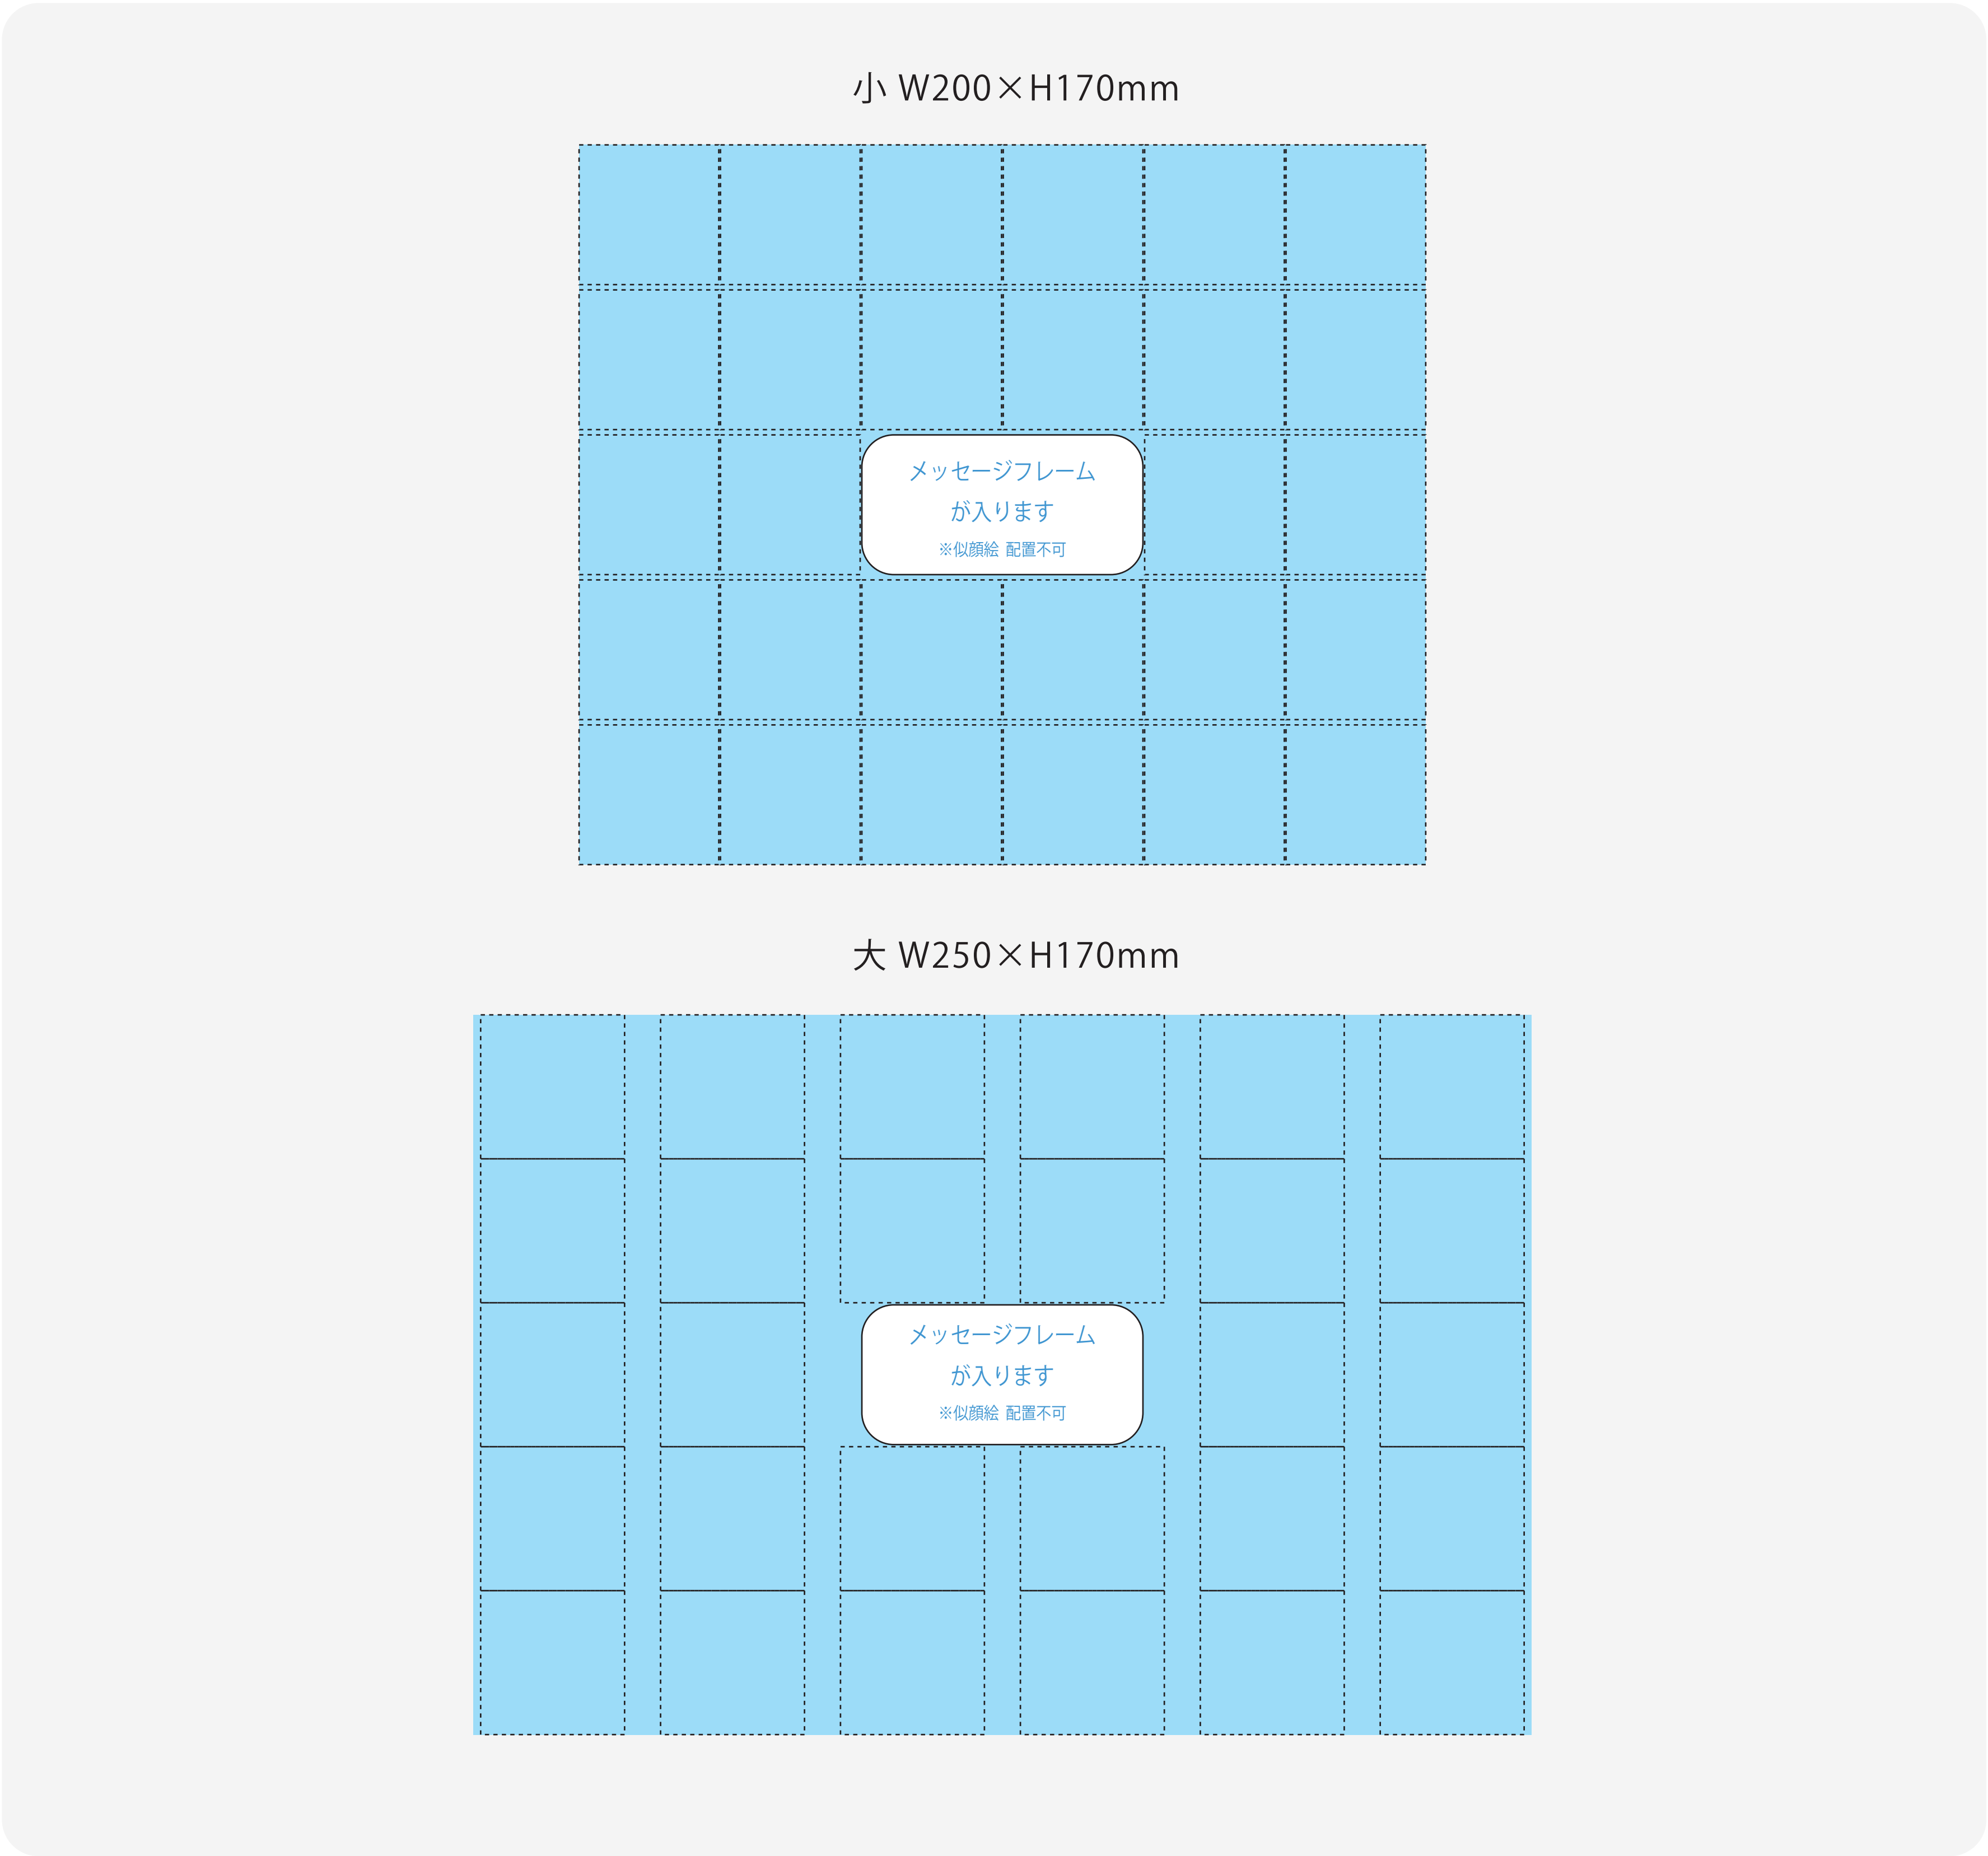 小 W200×H170mm
メッセージフレーム
が入ります
※似顔絵 配置不可
大 W250×H170mm
メッセージフレーム
が入ります
※似顔絵 配置不可